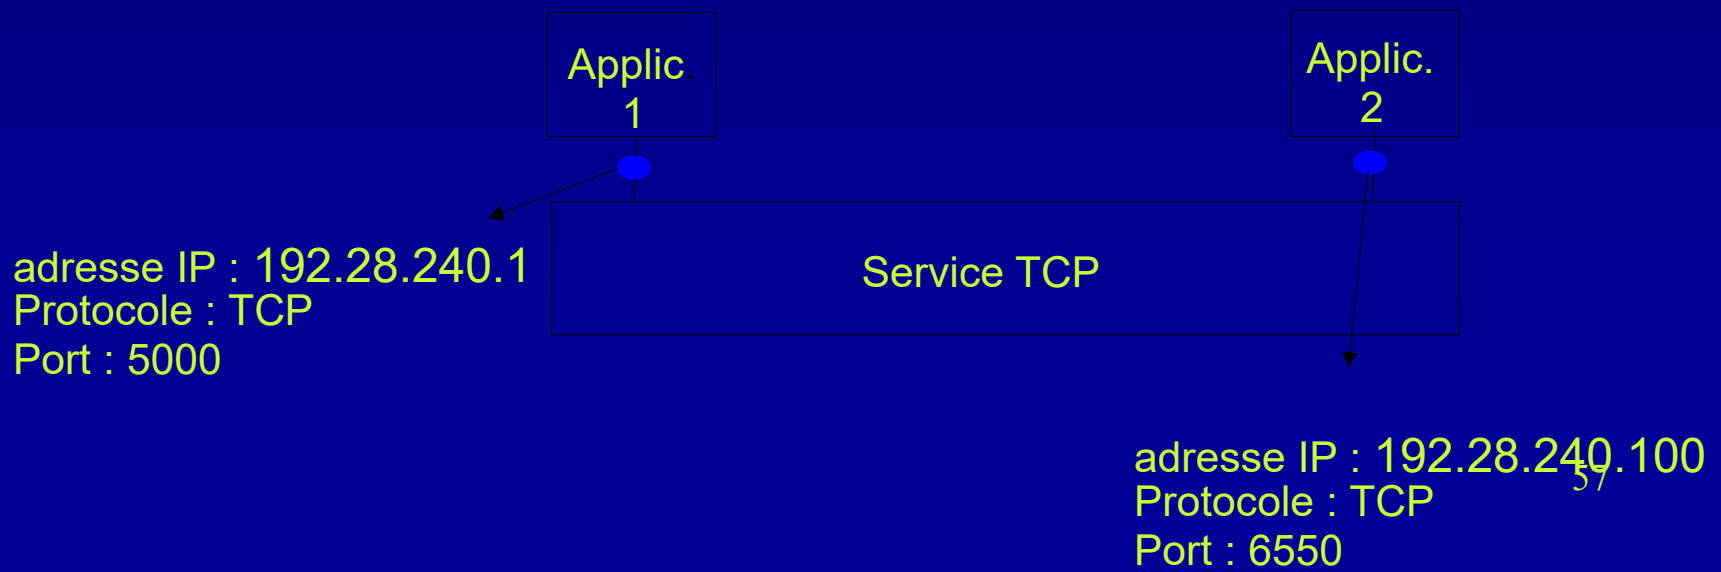 Applic.
1
Applic.
2
adresse IP : 192.28.240.1
Protocole : TCP
Port : 5000
Service TCP
adresse IP : 192.28.240.100
57
Protocole : TCP
Port : 6550